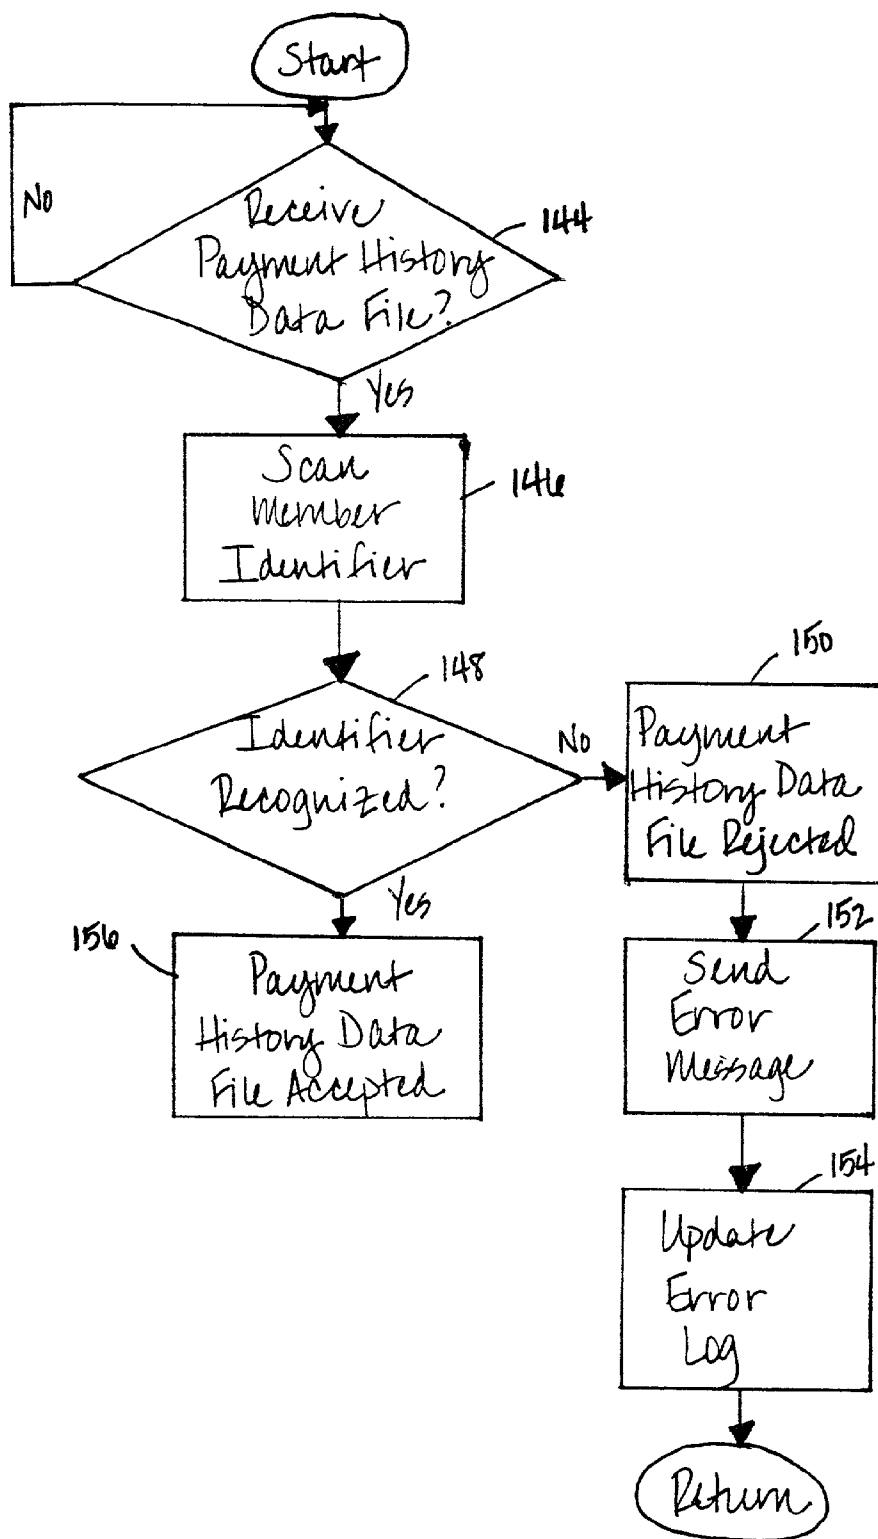 Start
No
Receive
Payment History
Data File?
144
Yes
Scan
Member
Identifier
146
148
Identifier
Recognized?
No
150
Payment
History Data
File Rejected
Yes
156
Payment
History Data
File Accepted
152
Send
Error
Message
154
Update
Error
Log
Return